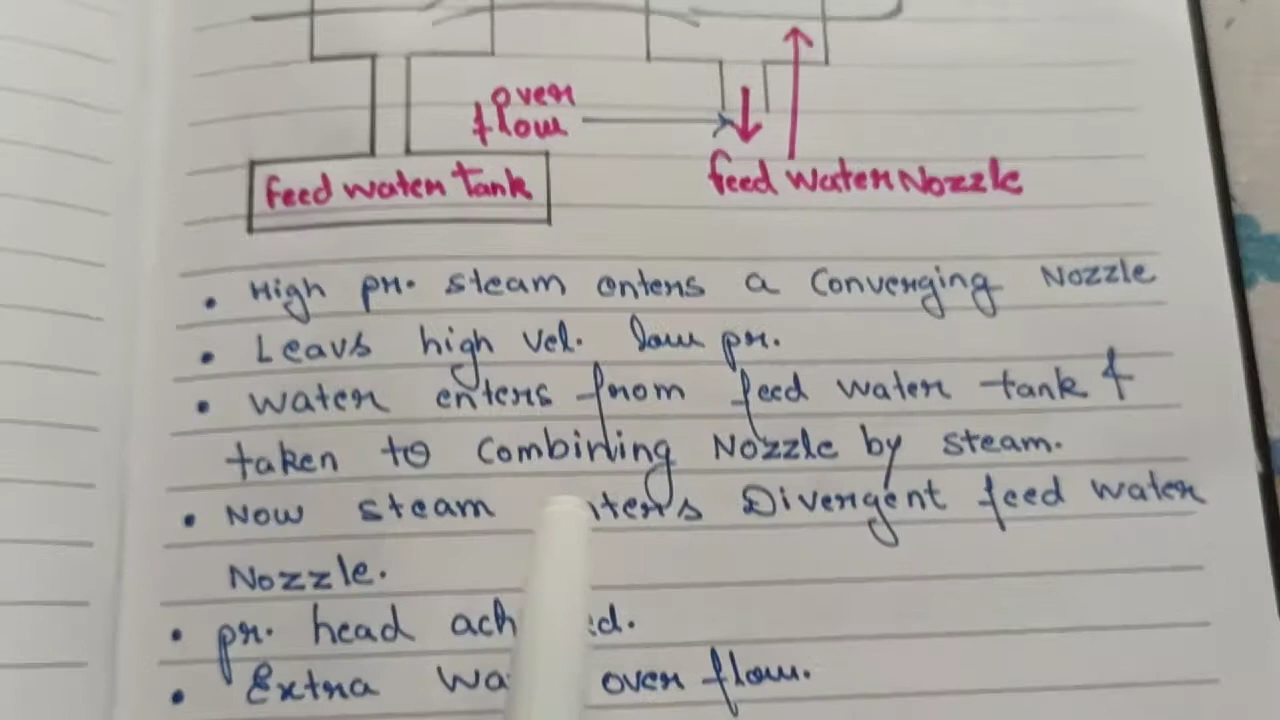 over
flow
feed water Nozzle
feed water tank
• High pr. steam enters a Converging Nozzle
• Leavs high vel. low pr.
• water enters from feed water tank &
taken to Combining Nozzle by steam.
• Now steam Divergent feed water
Nozzle.
• pr. head
• Extra over flow.